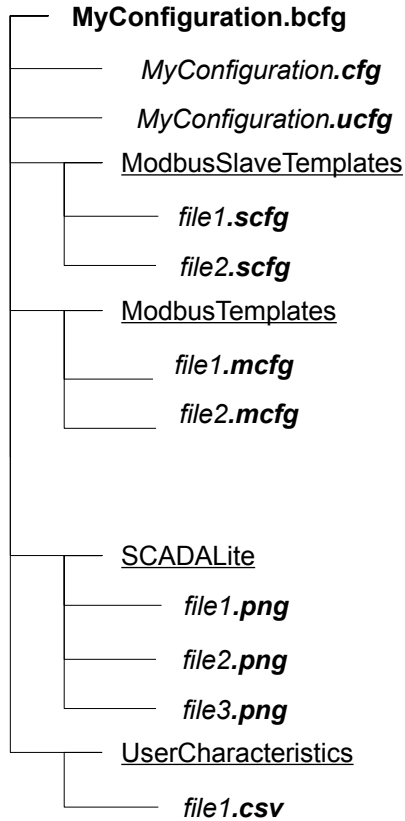 MyConfiguration.bcfg
MyConfiguration.cfg
MyConfiguration.ucfg
ModbusSlaveTemplates
file1.scfg
file2.scfg
ModbusTemplates
file1.mcfg
file2.mcfg
SCADALite
file1.png
file2.png
file3.png
UserCharacteristics
file1.csv